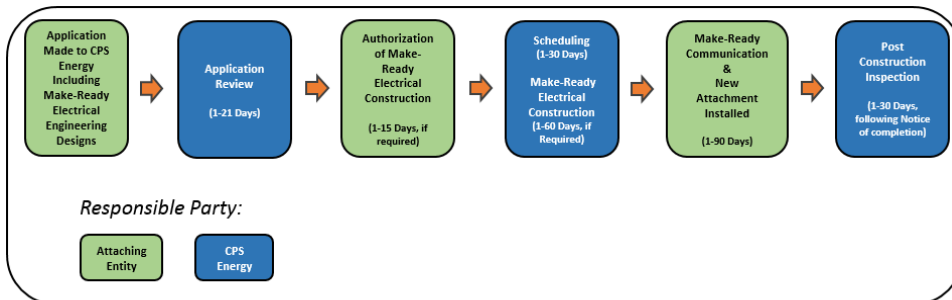 Application
Made to CPS
Energy
Including
Make-Ready
Electrical
Engineering
Designs
Application
Review
(1-21 Days)
Authorization
of Make-
Ready
Electrical
Construction
(1-15 Days, if
required)
Scheduling
(1-30 Days)
Make-Ready
Electrical
Construction
(1-60 Days, if
Required)
Make-Ready
Communication
&
New
Attachment
Installed
(1-90 Days)
Post
Construction
Inspection
(1-30 Days,
following Notice
of completion)
Responsible Party:
Attaching
Entity
CPS
Energy